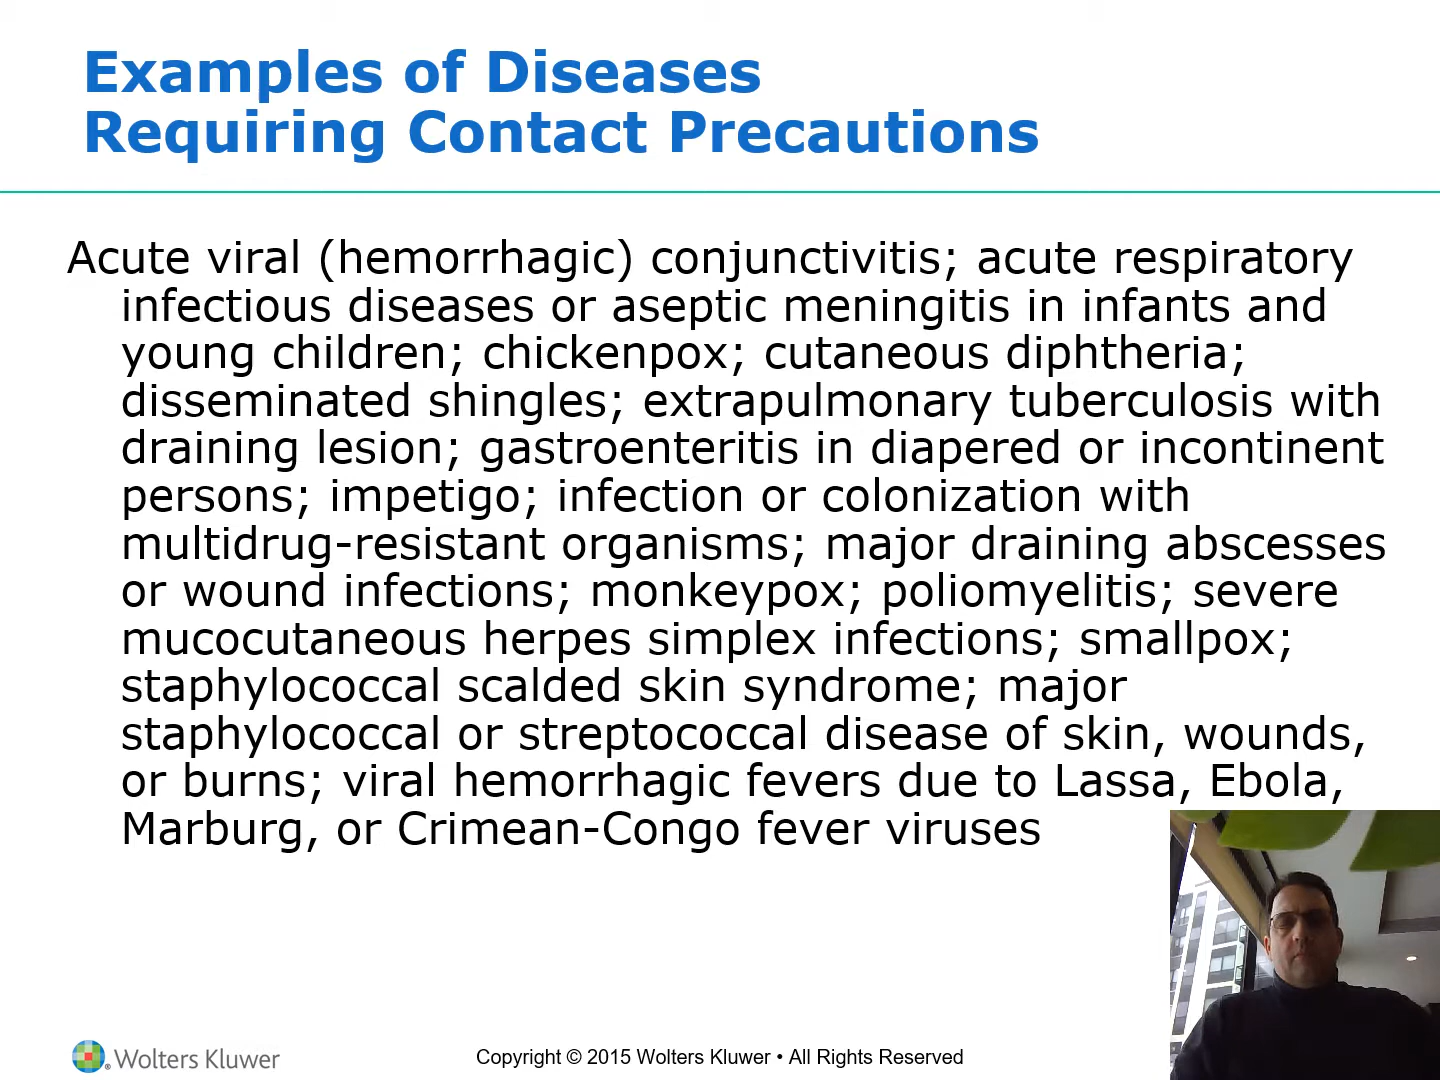 Examples of Diseases
Requiring Contact Precautions
Acute viral (hemorrhagic) conjunctivitis; acute respiratory
infectious diseases or aseptic meningitis in infants and
young children; chickenpox; cutaneous diphtheria;
disseminated shingles; extrapulmonary tuberculosis with
draining lesion; gastroenteritis in diapered or incontinent
persons; impetigo; infection or colonization with
multidrug-resistant organisms; major draining abscesses
or wound infections; monkeypox; poliomyelitis; severe
mucocutaneous herpes simplex infections; smallpox;
staphylococcal scalded skin syndrome; major
staphylococcal or streptococcal disease of skin, wounds,
or burns; viral hemorrhagic fevers due to Lassa, Ebola,
Marburg, or Crimean-Congo fever viruses
® Wolters Kluwer
Copyright © 2015 Wolters Kluwer • All Rights Reserved